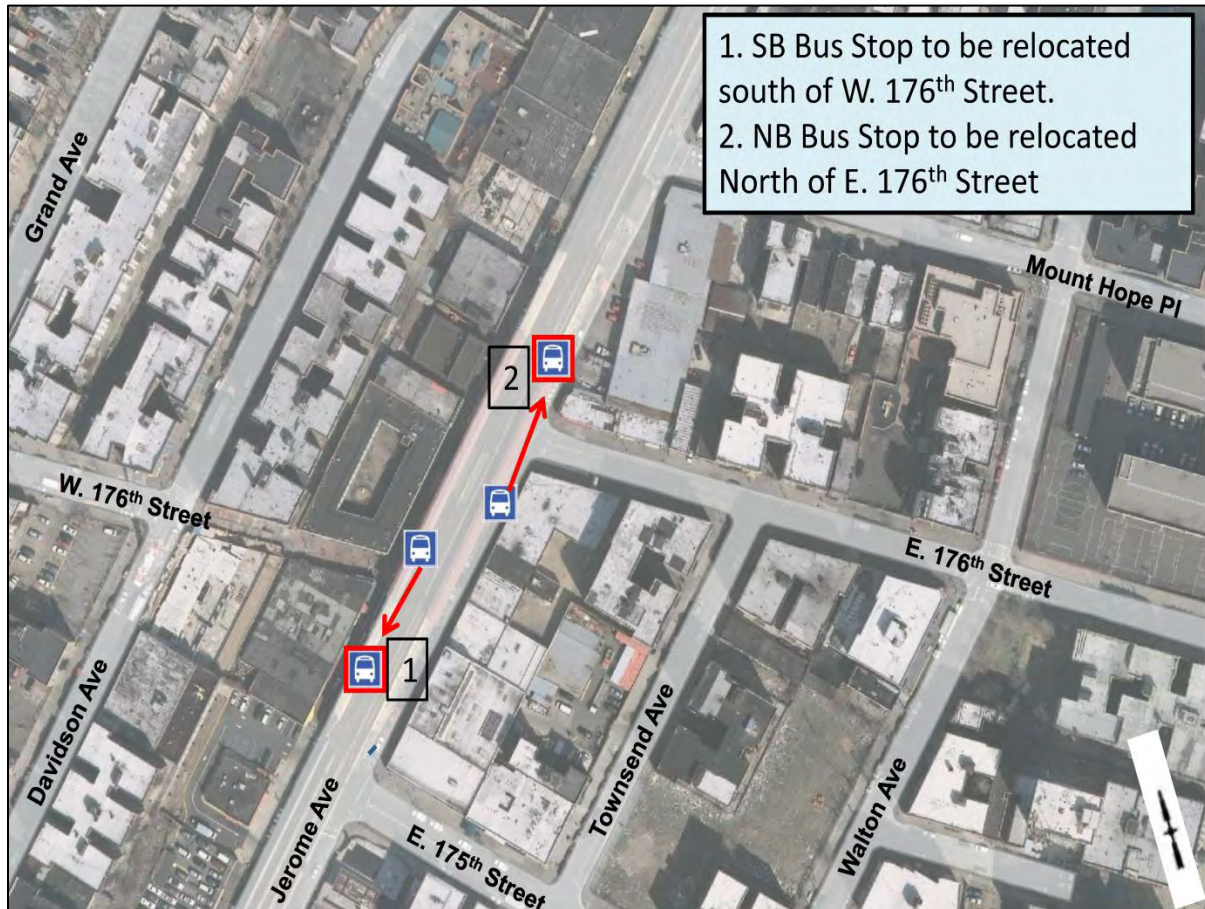 1. SB Bus Stop to be relocated
south of W. 176th Street.
2. NB Bus Stop to be relocated
North of E. 176th Street
Grand Ave
Mount Hope Pl
2
W. 176th Street
E. 176th Street
1
Davidson Ave
Jerome Ave
E. 175th Street
Townsend Ave
Walton Ave